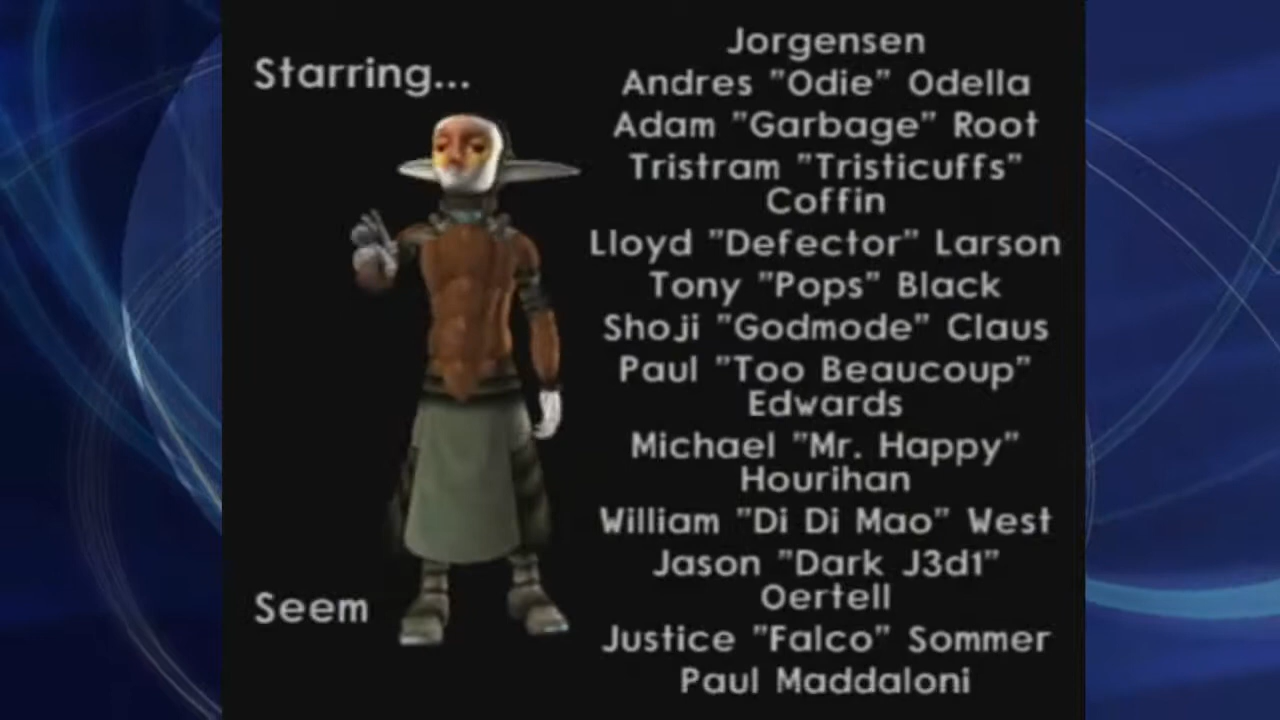 Starring...
Seem
Jorgensen
Andres "Odie" Odella
Adam "Garbage" Root
Tristram "Tristicuffs"
Coffin
Lloyd "Defector" Larson
Tony "Pops" Black
Shoji "Godmode" Claus
Paul "Too Beaucoup"
Edwards
Michael "Mr. Happy"
Hourihan
William "Di Di Mao" West
Jason "Dark J3d1"
Oertell
Justice "Falco" Sommer
Paul Maddaloni